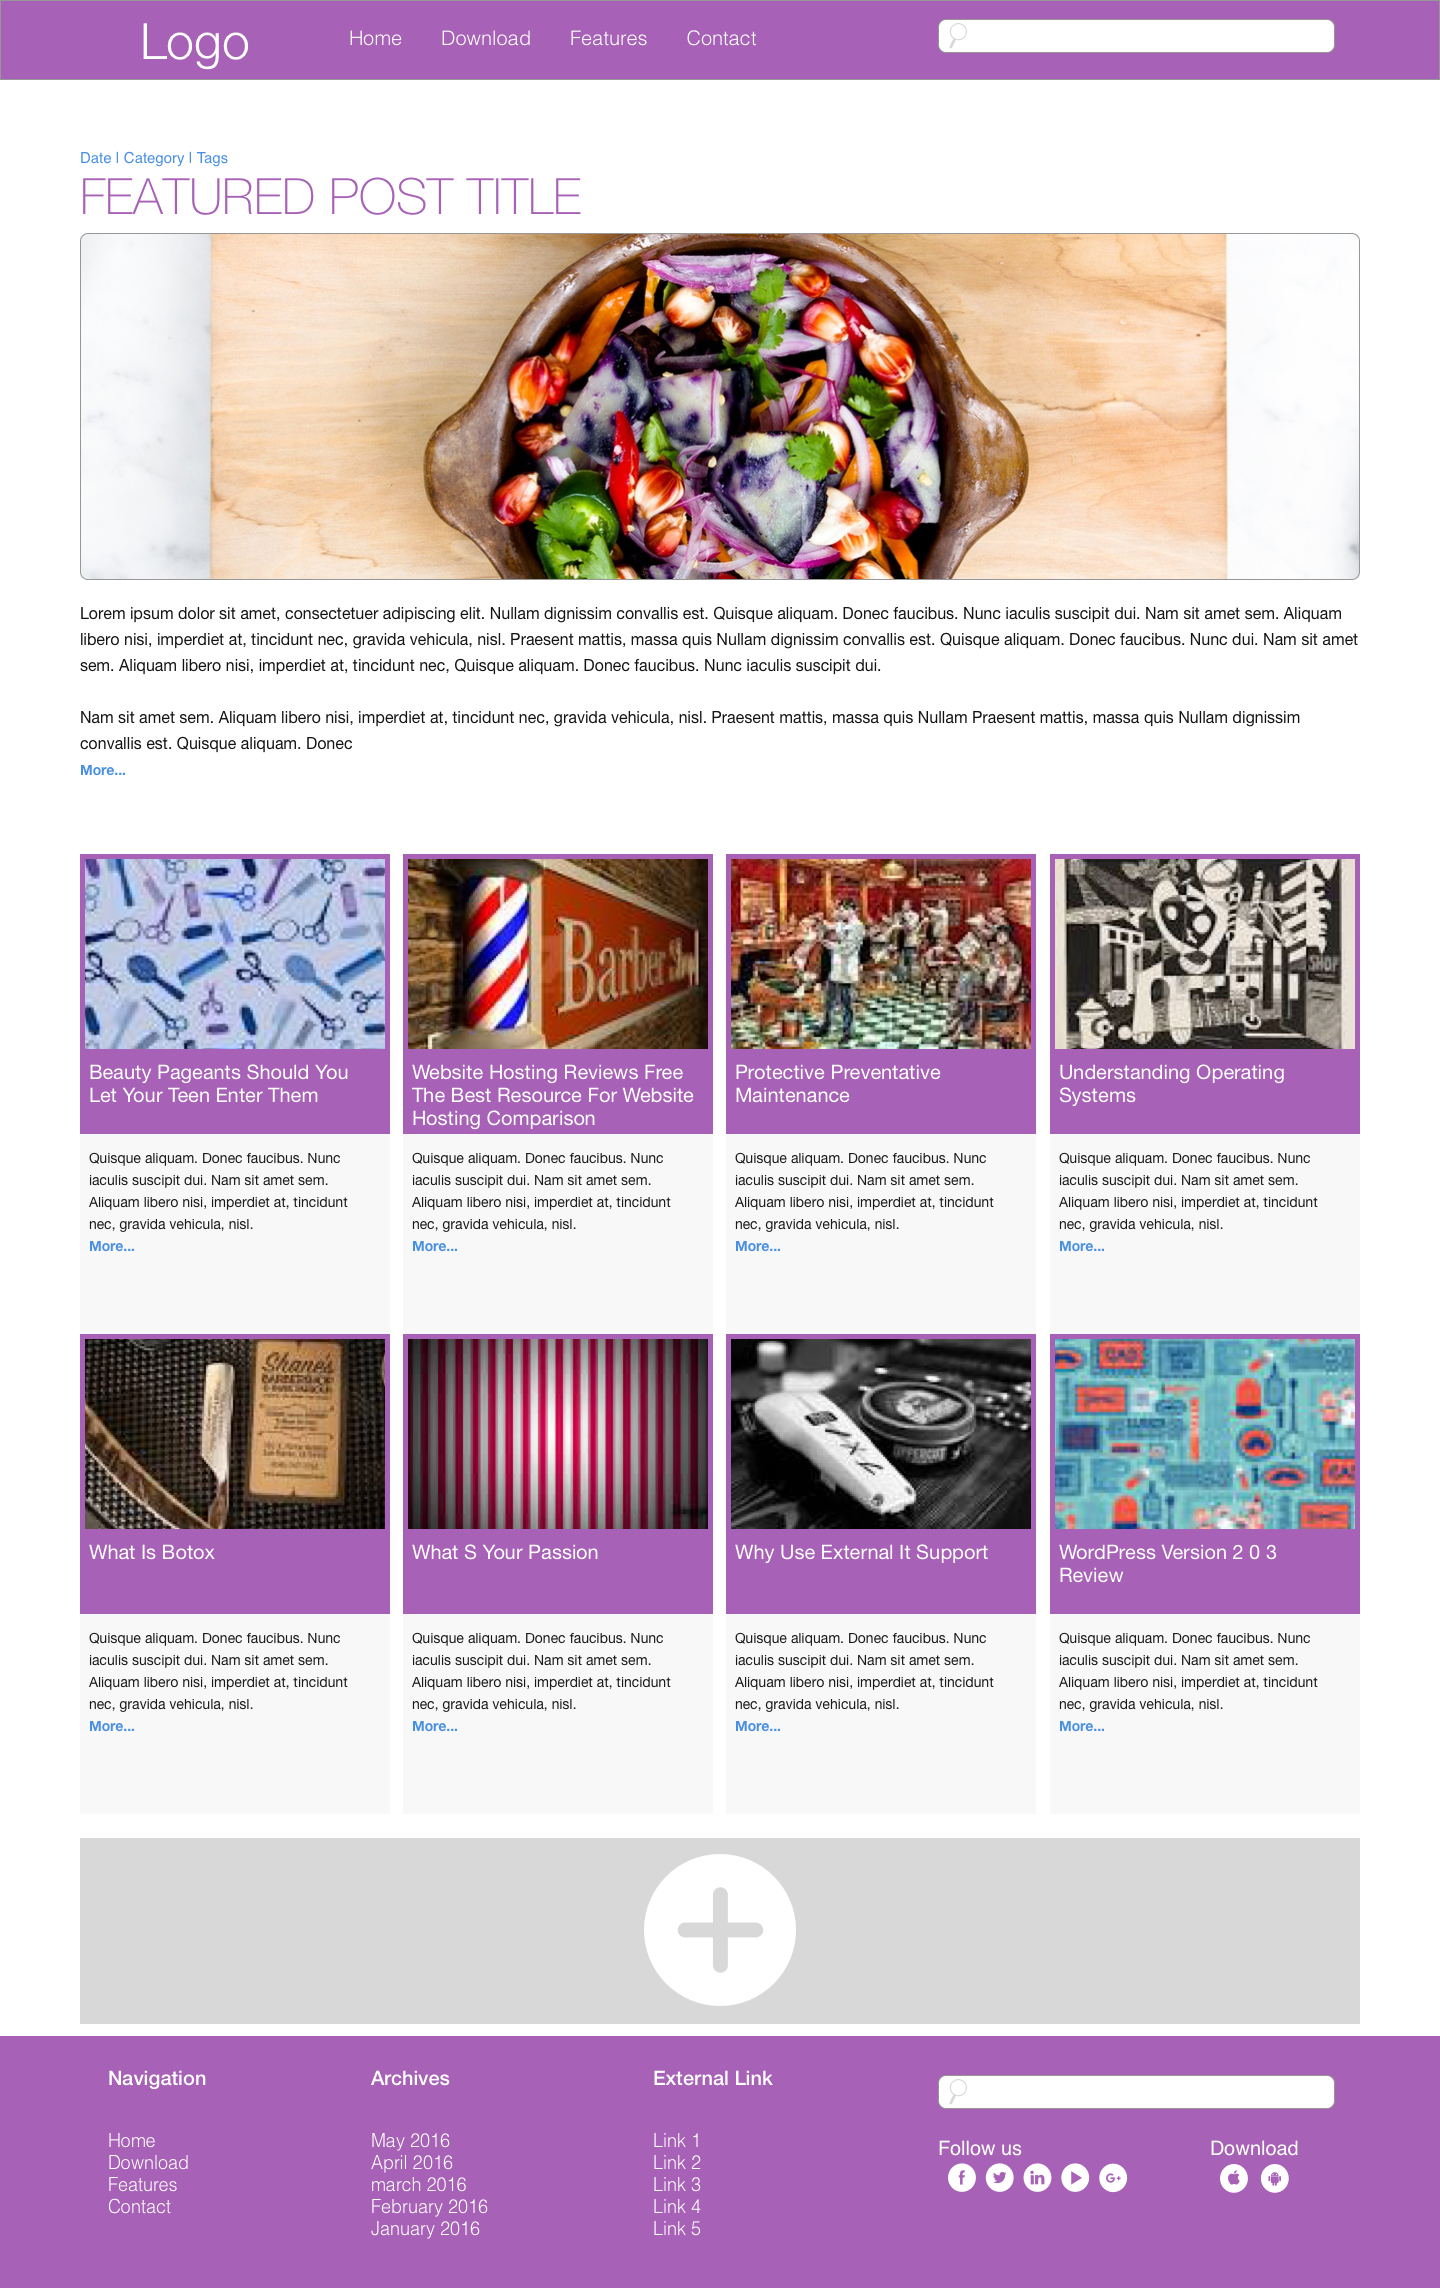 Logo
Home Download Features Contact
Date | Category | Tags
FEATURED POST TITLE
Lorem ipsum dolor sit amet, consectetuer adipiscing elit. Nullam dignissim convallis est. Quisque aliquam. Donec faucibus. Nunc iaculis suscipit dui. Nam sit amet sem. Aliquam
libero nisi, imperdiet at, tincidunt nec, gravida vehicula, nisl. Praesent mattis, massa quis Nullam dignissim convallis est. Quisque aliquam. Donec faucibus. Nunc dui. Nam sit amet
sem. Aliquam libero nisi, imperdiet at, tincidunt nec, Quisque aliquam. Donec faucibus. Nunc iaculis suscipit dui.
Nam sit amet sem. Aliquam libero nisi, imperdiet at, tincidunt nec, gravida vehicula, nisl. Praesent mattis, massa quis Nullam Praesent mattis, massa quis Nullam dignissim
convallis est. Quisque aliquam. Donec
More...
Beauty Pageants Should You
Let Your Teen Enter Them
Quisque aliquam. Donec faucibus. Nunc
iaculis suscipit dui. Nam sit amet sem.
Aliquam libero nisi, imperdiet at, tincidunt
nec, gravida vehicula, nisl.
More...
Barber Shop
Website Hosting Reviews Free
The Best Resource For Website
Hosting Comparison
Quisque aliquam. Donec faucibus. Nunc
iaculis suscipit dui. Nam sit amet sem.
Aliquam libero nisi, imperdiet at, tincidunt
nec, gravida vehicula, nisl.
More...
Protective Preventative
Maintenance
Quisque aliquam. Donec faucibus. Nunc
iaculis suscipit dui. Nam sit amet sem.
Aliquam libero nisi, imperdiet at, tincidunt
nec, gravida vehicula, nisl.
More...
SHOP
Understanding Operating
Systems
Quisque aliquam. Donec faucibus. Nunc
iaculis suscipit dui. Nam sit amet sem.
Aliquam libero nisi, imperdiet at, tincidunt
nec, gravida vehicula, nisl.
More...
Shane's
BARBERSHOP
What Is Botox
Quisque aliquam. Donec faucibus. Nunc
iaculis suscipit dui. Nam sit amet sem.
Aliquam libero nisi, imperdiet at, tincidunt
nec, gravida vehicula, nisl.
More...
What S Your Passion
Quisque aliquam. Donec faucibus. Nunc
iaculis suscipit dui. Nam sit amet sem.
Aliquam libero nisi, imperdiet at, tincidunt
nec, gravida vehicula, nisl.
More...
UPPERCUT
Why Use External It Support
Quisque aliquam. Donec faucibus. Nunc
iaculis suscipit dui. Nam sit amet sem.
Aliquam libero nisi, imperdiet at, tincidunt
nec, gravida vehicula, nisl.
More...
WordPress Version 2 0 3
Review
Quisque aliquam. Donec faucibus. Nunc
iaculis suscipit dui. Nam sit amet sem.
Aliquam libero nisi, imperdiet at, tincidunt
nec, gravida vehicula, nisl.
More...
Navigation
Home
Download
Features
Contact
Archives
May 2016
April 2016
march 2016
February 2016
January 2016
External Link
Link 1
Link 2
Link 3
Link 4
Link 5
Follow us
Download